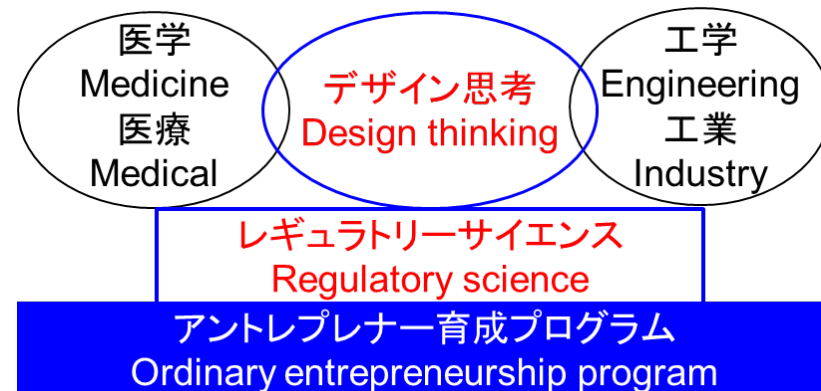 医学
Medicine
医療
Medical
デザイン思考
Design thinking
工学
Engineering
工業
Industry
レギュラトリーサイエンス
Regulatory science
アントレプレナー育成プログラム
Ordinary entrepreneurship program